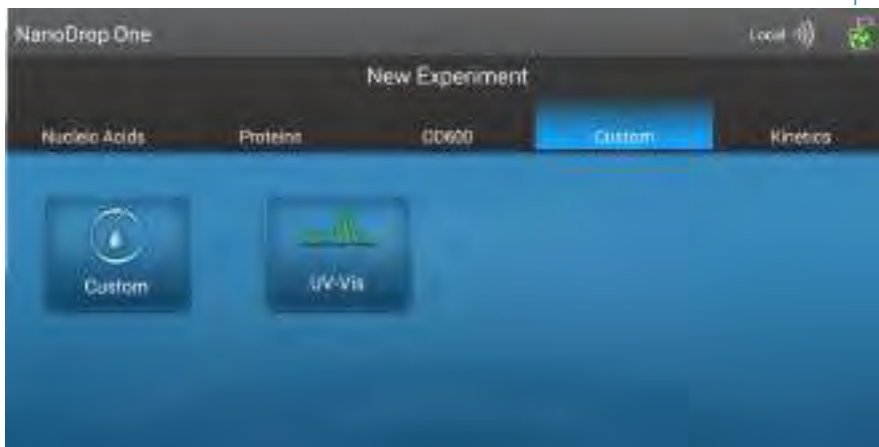 NanoDrop One Local
New Experiment
Nucleic Acids Proteins OD600 Custom Kinetics
Custom UV-Vis